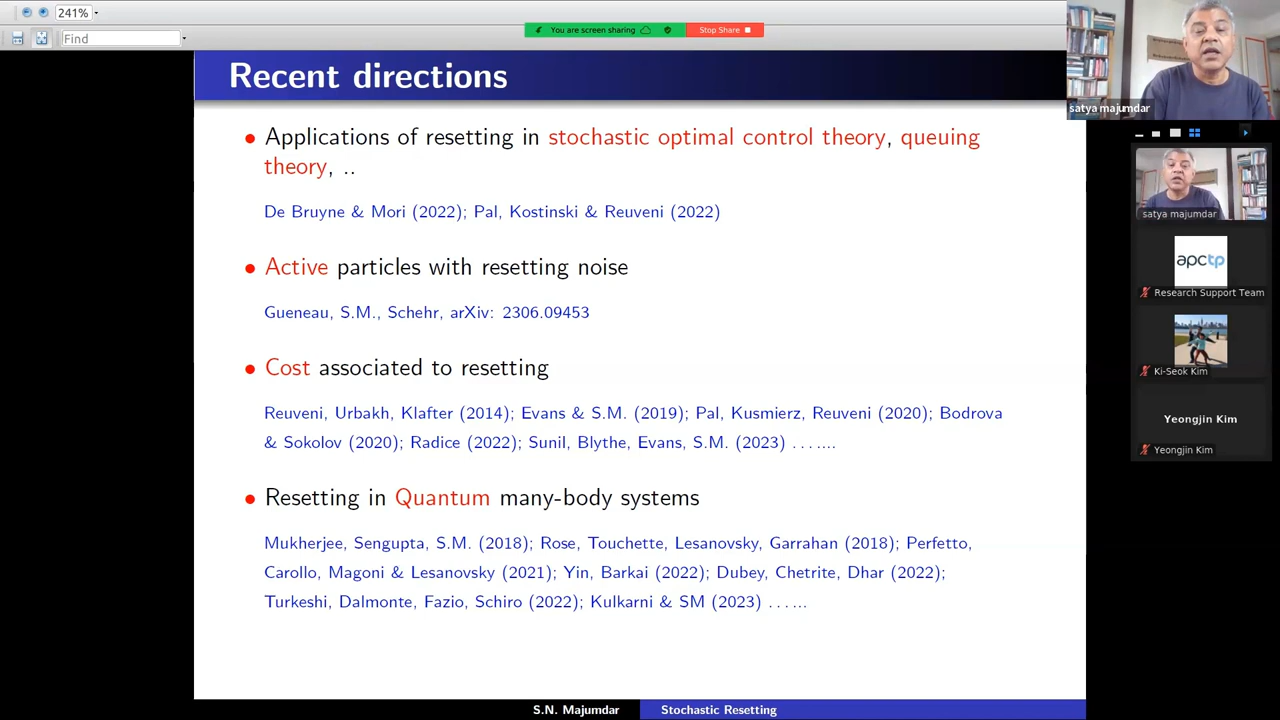 241%
Find
You are screen sharing
Stop Share
Recent directions
• Applications of resetting in stochastic optimal control theory, queuing
theory, ..
De Bruyne & Mori (2022); Pal, Kostinski & Reuveni (2022)
• Active particles with resetting noise
Gueneau, S.M., Schehr, arXiv: 2306.09453
• Cost associated to resetting
Reuveni, Urbakh, Klafter (2014); Evans & S.M. (2019); Pal, Kusmierz, Reuveni (2020); Bodrova
& Sokolov (2020); Radice (2022); Sunil, Blythe, Evans, S.M. (2023) .......
• Resetting in Quantum many-body systems
Mukherjee, Sengupta, S.M. (2018); Rose, Touchette, Lesanovsky, Garrahan (2018); Perfetto,
Carollo, Magoni & Lesanovsky (2021); Yin, Barkai (2022); Dubey, Chetrite, Dhar (2022);
Turkeshi, Dalmonte, Fazio, Schiro (2022); Kulkarni & SM (2023) ......
S.N. Majumdar
Stochastic Resetting
satya majumdar
satya majumdar
apctp
Research Support Team
Ki-Seok Kim
Yeongjin Kim
Yeongjin Kim